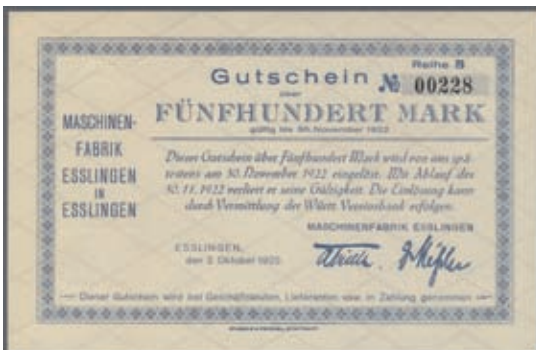 Reihe B
Gutschein № 00228
über
FÜNFHUNDERT MARK
gültig bis 30. November 1922
MASCHINEN-
FABRIK
ESSLINGEN
IN
ESSLINGEN
Dieser Gutschein über Fünfhundert Mark wird von uns spä-
testens am 30. November 1922 eingelöst. Mit Ablauf des
30. 11. 1922 verliert er seine Gültigkeit. Die Einlösung kann
durch Vermittlung der Württ. Vereinsbank erfolgen.
MASCHINENFABRIK ESSLINGEN
ESSLINGEN,
den 2. Oktober 1922.
Dieser Gutschein wird bei Geschäftsleuten, Lieferanten usw. in Zahlung genommen